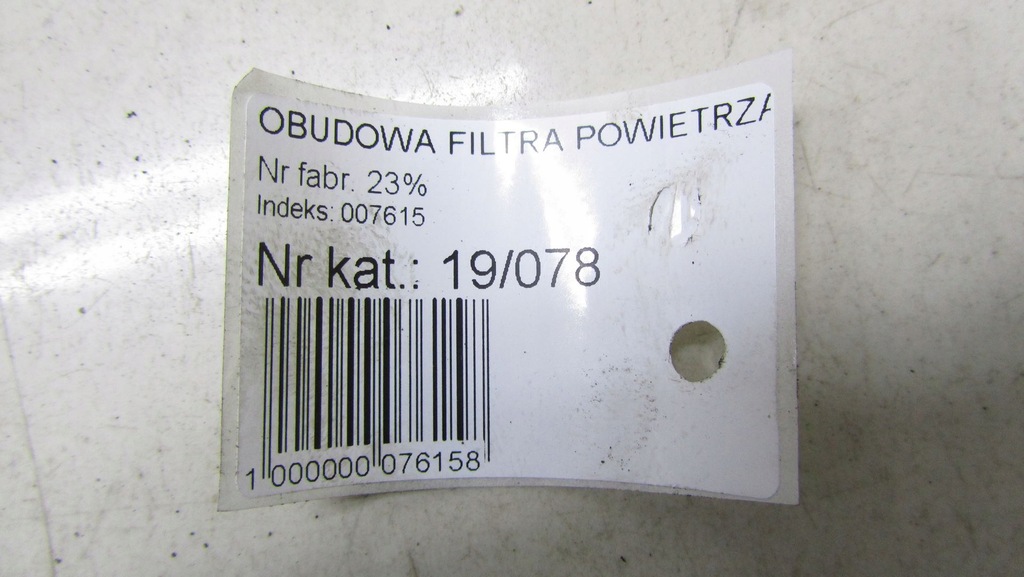 OBUDOWA FILTRA POWIETRZA
Nr fabr. 23%
Indeks: 007615
Nr kat.: 19/078
1 000000 076158